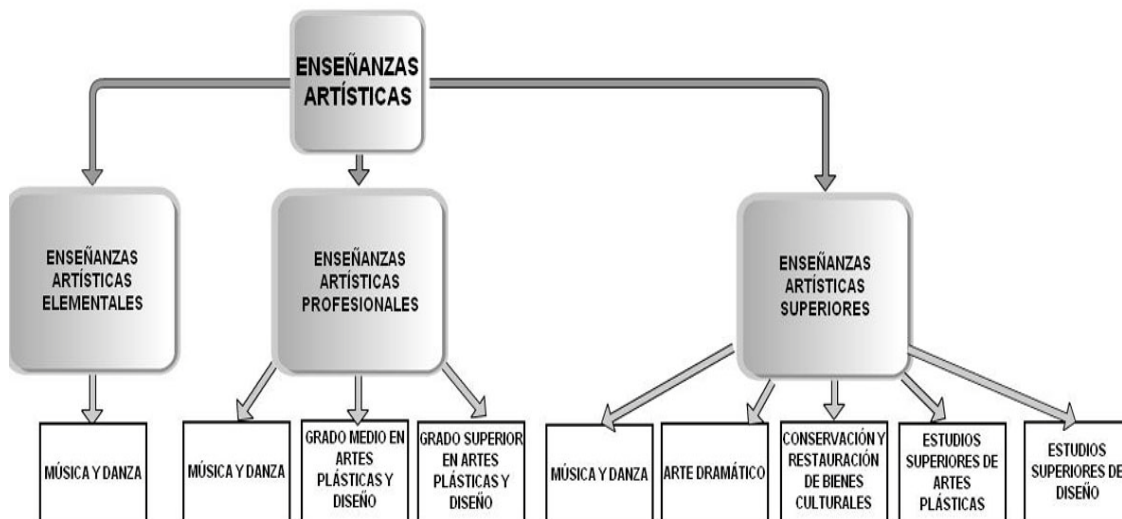 ENSEÑANZAS
ARTÍSTICAS
ENSEÑANZAS
ARTÍSTICAS
ELEMENTALES
ENSEÑANZAS
ARTÍSTICAS
PROFESIONALES
ENSEÑANZAS
ARTÍSTICAS
SUPERIORES
MÚSICA Y DANZA
MÚSICA Y DANZA
GRADO MEDIO EN
ARTES
PLÁSTICAS Y
DISEÑO
GRADO SUPERIOR
EN ARTES
PLÁSTICAS Y
DISEÑO
MÚSICA Y DANZA
ARTE DRAMÁTICO
CONSERVACIÓN Y
RESTAURACIÓN
DE BIENES
CULTURALES
ESTUDIOS
SUPERIORES DE
ARTES
PLÁSTICAS
ESTUDIOS
SUPERIORES DE
DISEÑO